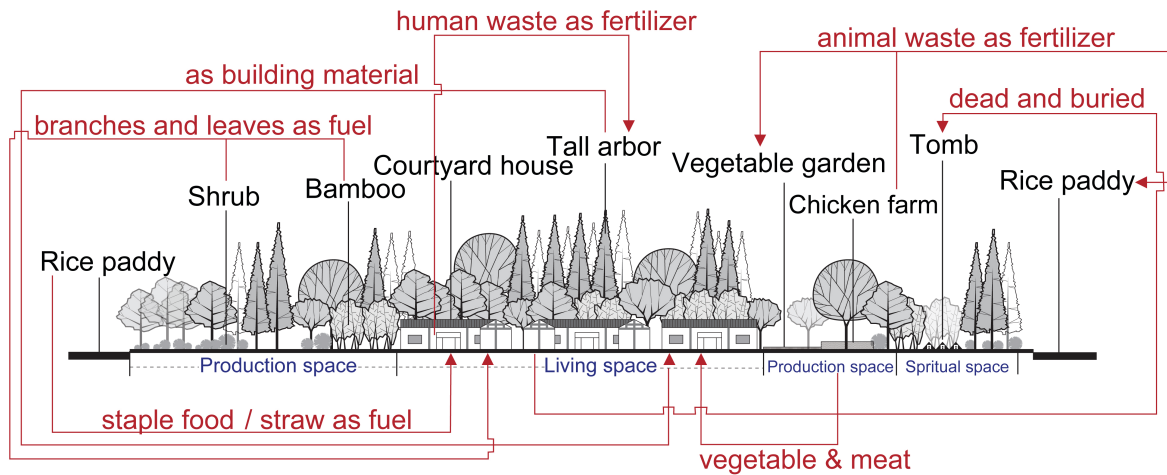 human waste as fertilizer
animal waste as fertilizer
as building material
dead and buried
branches and leaves as fuel
Tall arbor
Tomb
Courtyard house
Vegetable garden
Bamboo
Rice paddy
Shrub
Chicken farm
Rice paddy
Production space
Living space
Production space
Spritual space
staple food / straw as fuel
vegetable & meat